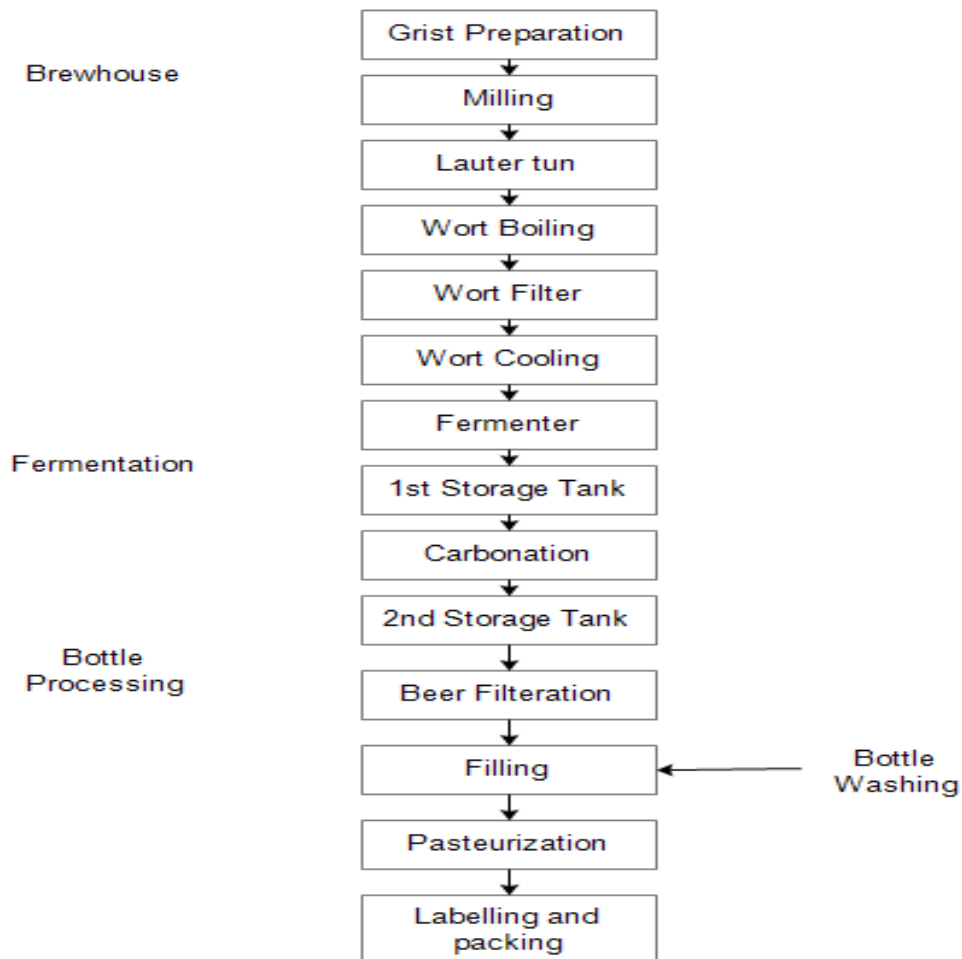 Grist Preparation
Brewhouse
Milling
Lauter tun
Wort Boiling
Wort Filter
Wort Cooling
Fermenter
Fermentation
1st Storage Tank
Carbonation
2nd Storage Tank
Bottle
Processing
Beer Filteration
Filling
Bottle
Washing
Pasteurization
Labelling and
packing